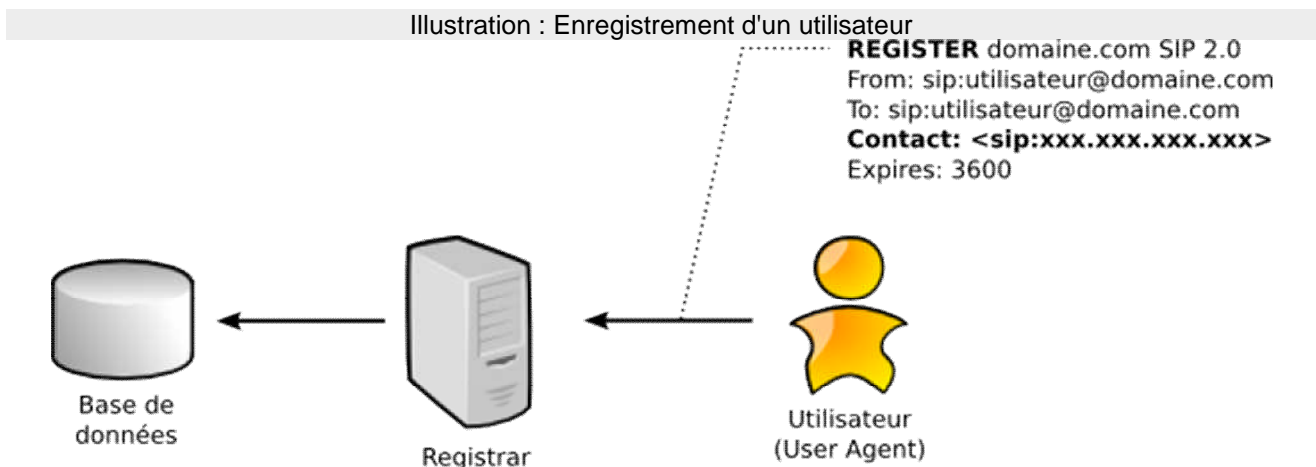 Illustration : Enregistrement d'un utilisateur
REGISTER domaine.com SIP 2.0
From: sip:utilisateur@domaine.com
To: sip:utilisateur@domaine.com
Contact: <sip:xxx.xxx.xxx.xxx>
Expires: 3600
Base de
données
Registrar
Utilisateur
(User Agent)